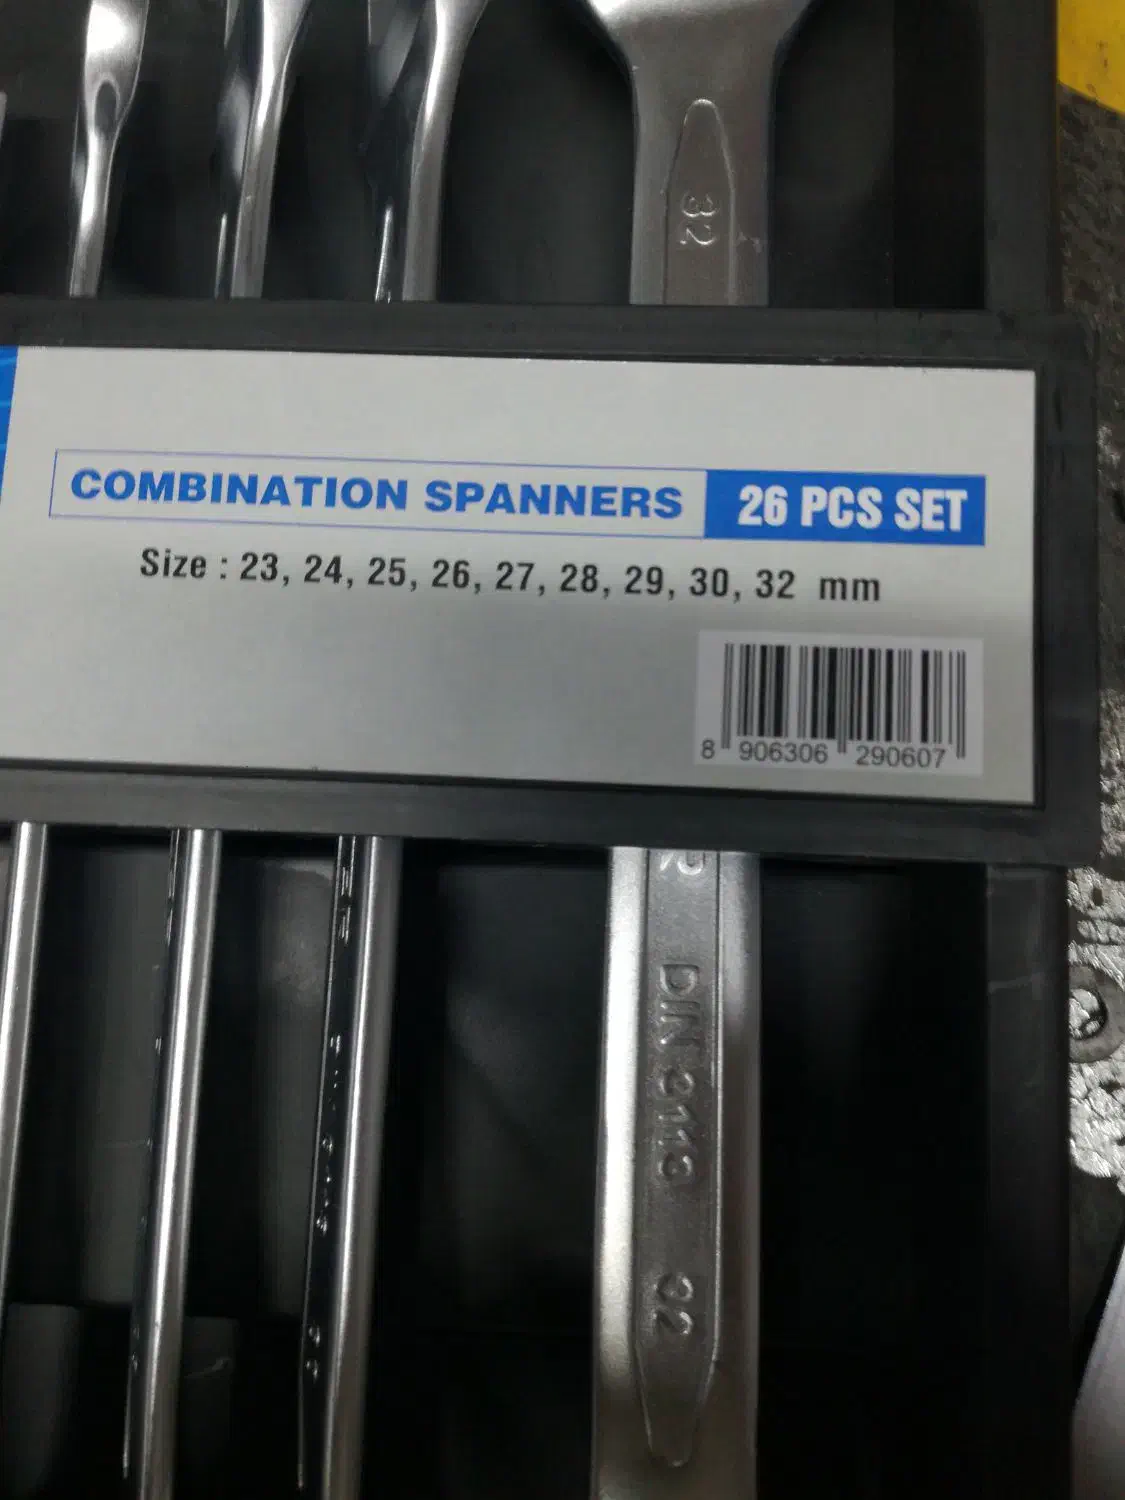 32
COMBINATION SPANNERS 26 PCS SET
Size : 23, 24, 25, 26, 27, 28, 29, 30, 32 mm
8 906306 290607
R DIN 3113 32